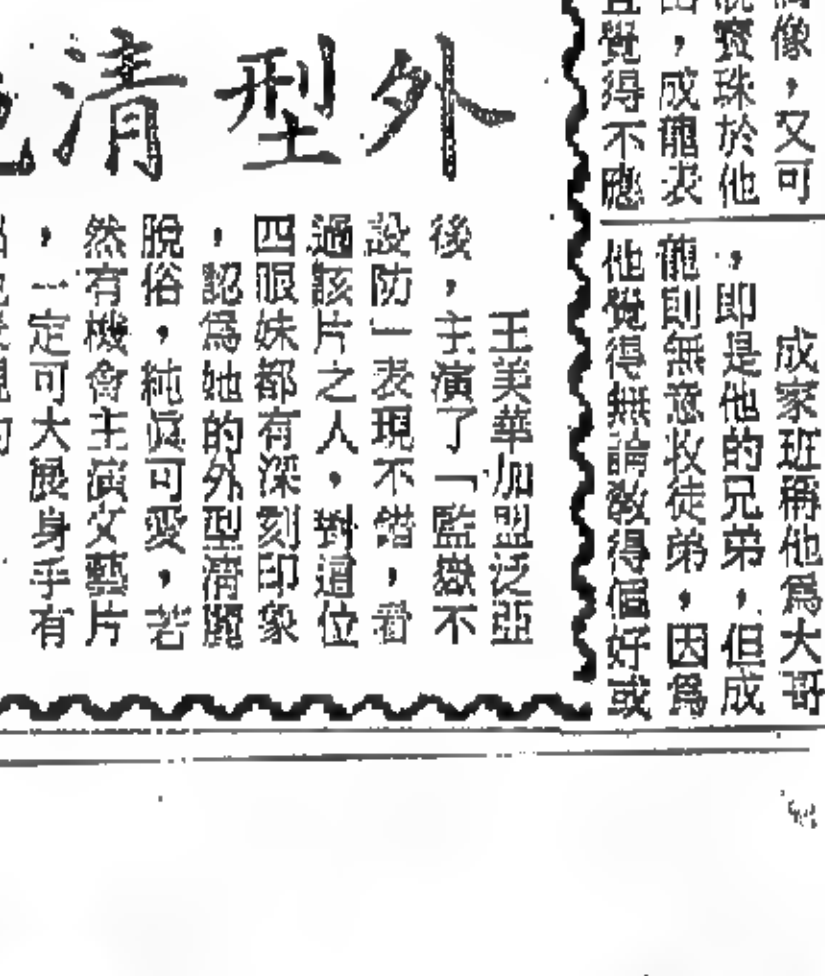 像，又可
寶珠於他
，成龍表
覺得不應
成家班稱他為大哥
，即是他的兄弟，但成
龍則無意收徒弟，因為
他覺得無論教得個好或
外型清
王美華加盟泛亞
後，主演了「監獄不
設防」表現不錯，看
過該片之人，對這位
四眼妹都有深刻印象
，認為她的外型清麗
脫俗，純真可愛，若
然有機會主演文藝片
，一定可大展身手有